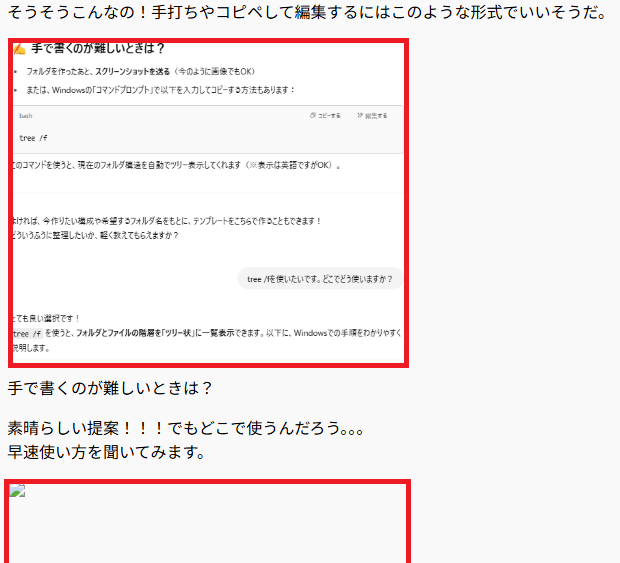 そうそうこんなの！手打ちやコピペして編集するにはこのような形式でいいそうだ。
✍ 手で書くのが難しいときは？
• フォルダを作ったあと、スクリーンショットを送る（今のように画像でもOK）
• または、Windowsの「コマンドプロンプト」で以下を入力してコピーする方法もあります：
bash コピーする 編集する
tree /f
このコマンドを使うと、現在のフォルダ構造を自動でツリー表示してくれます（※表示は英語ですがOK）。
ければ、今作りたい構成や希望するフォルダ名をもとに、テンプレートをこちらで作ることもできます！
どういうふうに整理したいか、軽く教えてもらえますか？
tree /fを使いたいです。どこでどう使いますか？
とても良い選択です！
tree /f を使うと、フォルダとファイルの階層を「ツリー状」に一覧表示できます。以下に、Windowsでの手順をわかりやすく
説明します。
手で書くのが難しいときは？
素晴らしい提案！！！でもどこで使うんだろう。。。
早速使い方を聞いてみます。